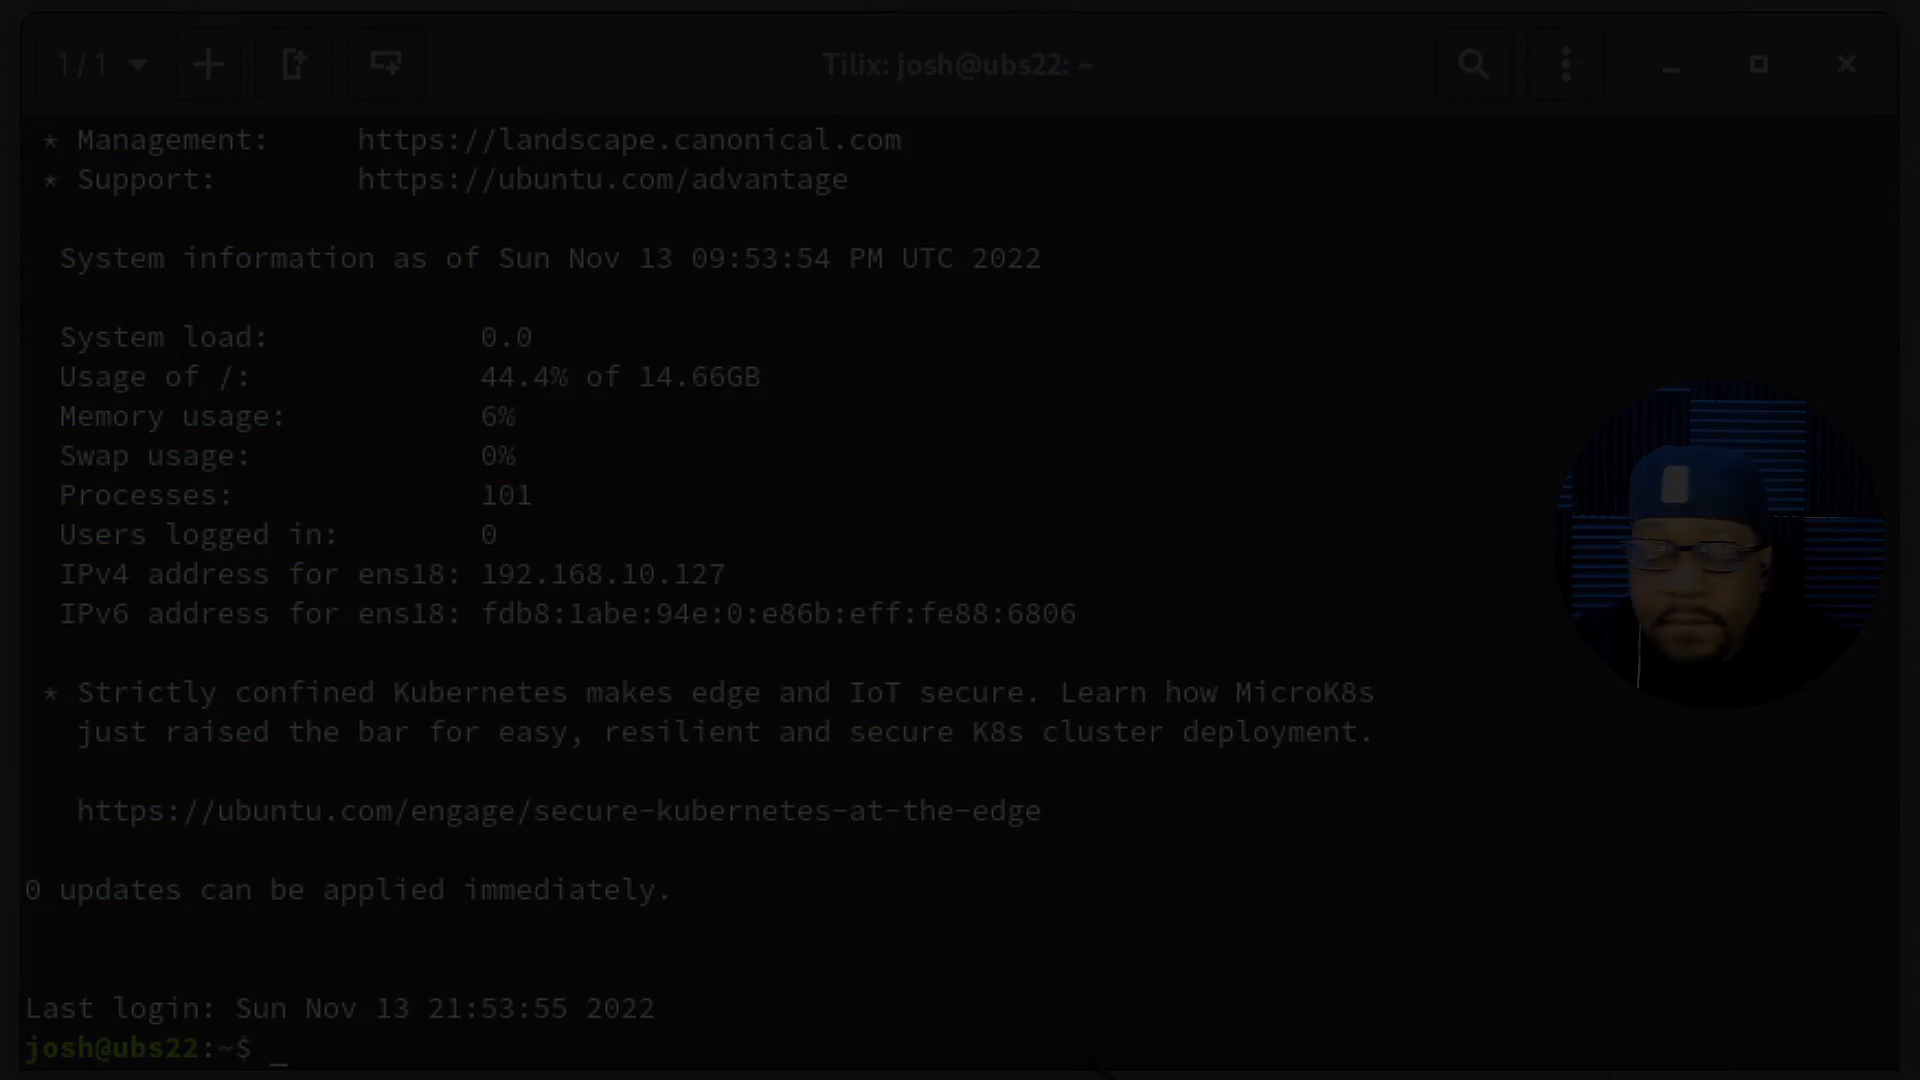 1 / 1
Tilix: josh@ubs22: ~
* Management:     https://landscape.canonical.com
* Support:        https://ubuntu.com/advantage
System information as of Sun Nov 13 09:53:54 PM UTC 2022
System load:            0.0
Usage of /:             44.4% of 14.66GB
Memory usage:           6%
Swap usage:             0%
Processes:              101
Users logged in:        0
IPv4 address for ens18: 192.168.10.127
IPv6 address for ens18: fdb8:1abe:94e:0:e86b:eff:fe88:6806
* Strictly confined Kubernetes makes edge and IoT secure. Learn how MicroK8s
just raised the bar for easy, resilient and secure K8s cluster deployment.
https://ubuntu.com/engage/secure-kubernetes-at-the-edge
0 updates can be applied immediately.
Last login: Sun Nov 13 21:53:55 2022
josh@ubs22:~$ _